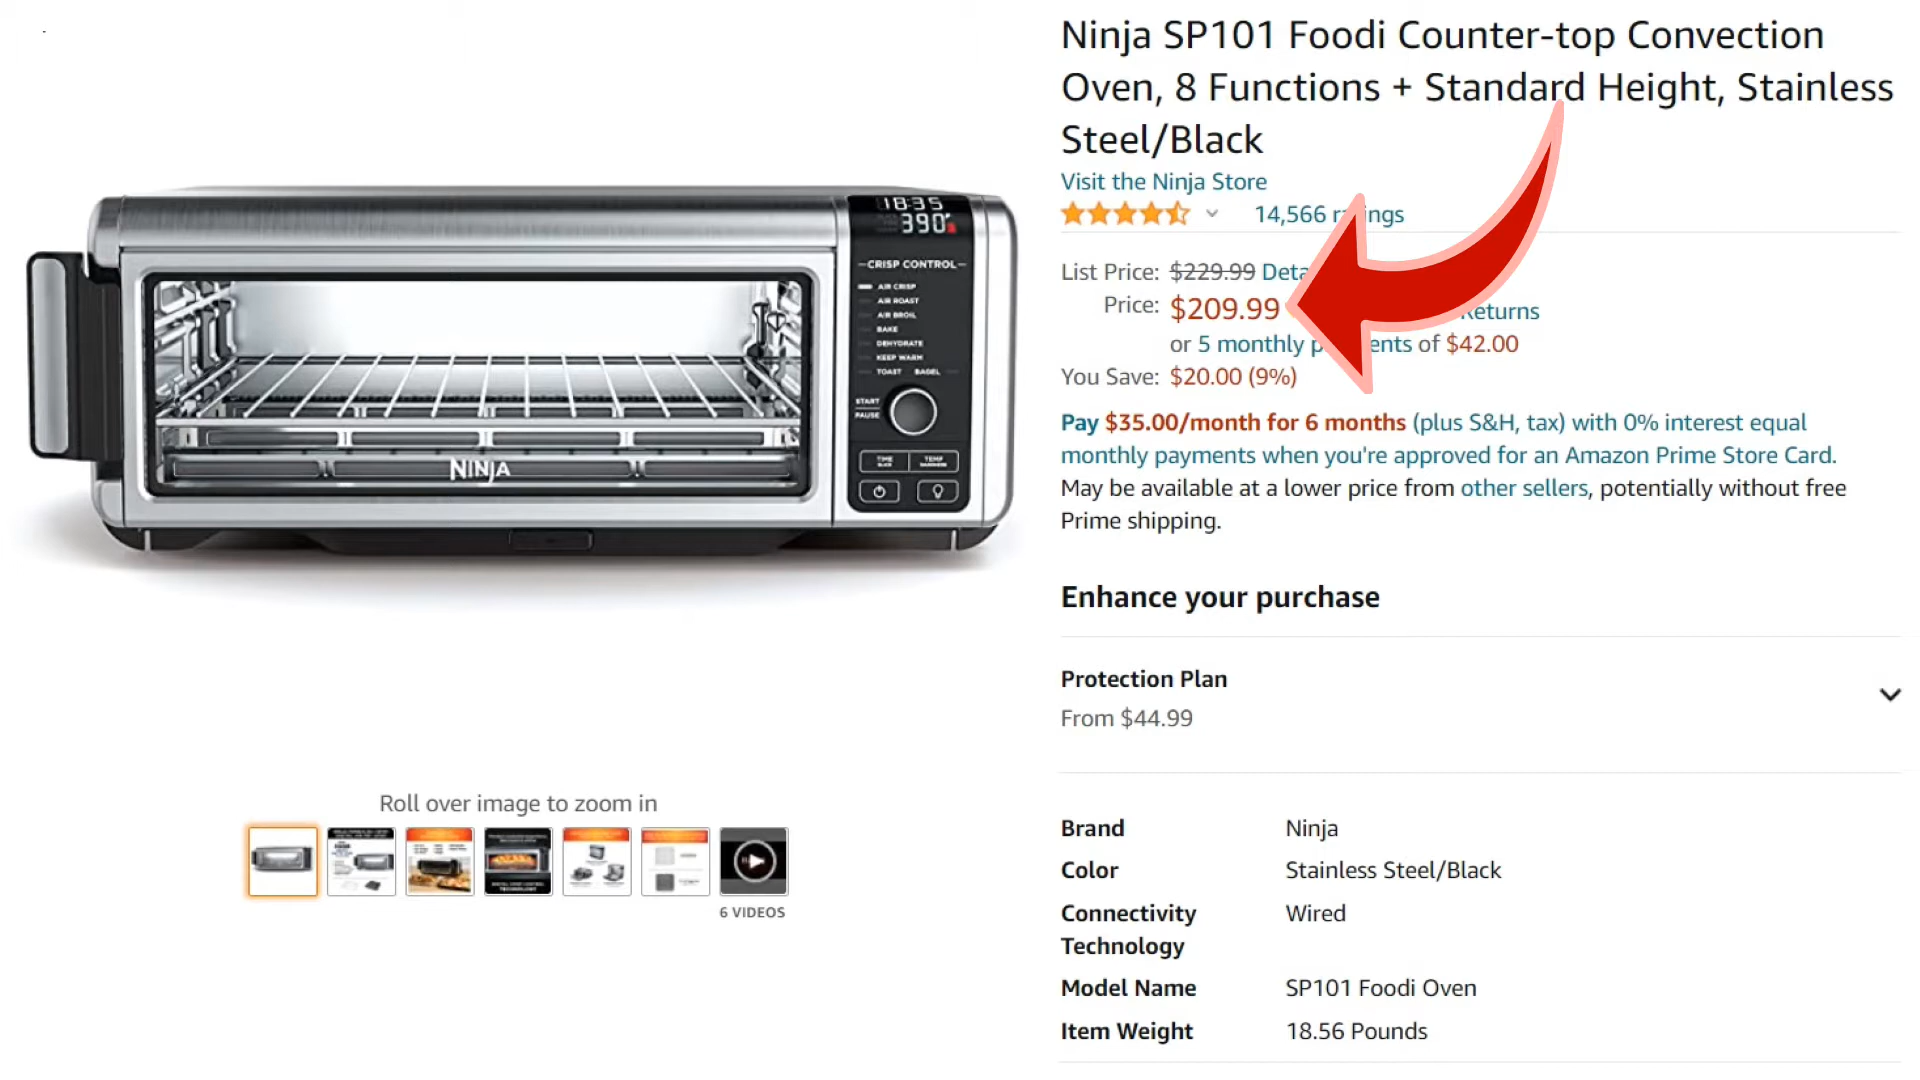 Ninja SP101 Foodi Counter-top Convection
Oven, 8 Functions + Standard Height, Stainless
Steel/Black
Visit the Ninja Store
14,566
List Price: $229.99
Price: $209.99 Returns
or 5 monthly of $42.00
You Save: $20.00 (9%)
Pay $35.00/month for 6 months (plus S&H, tax) with 0% interest equal
monthly payments when you're approved for an Amazon Prime Store Card.
May be available at a lower price from other sellers, potentially without free
Prime shipping.
Enhance your purchase
Protection Plan
From $44.99
Brand Ninja
Color Stainless Steel/Black
Connectivity Wired
Technology
Model Name SP101 Foodi Oven
Item Weight 18.56 Pounds
18:35
390°
CRISP CONTROL
AIR CRISP
AIR ROAST
AIR BROIL
BAKE
DEHYDRATE
KEEP WARM
TOAST BAGEL
START
PAUSE
TIME TEMP
NINJA
Roll over image to zoom in
6 VIDEOS